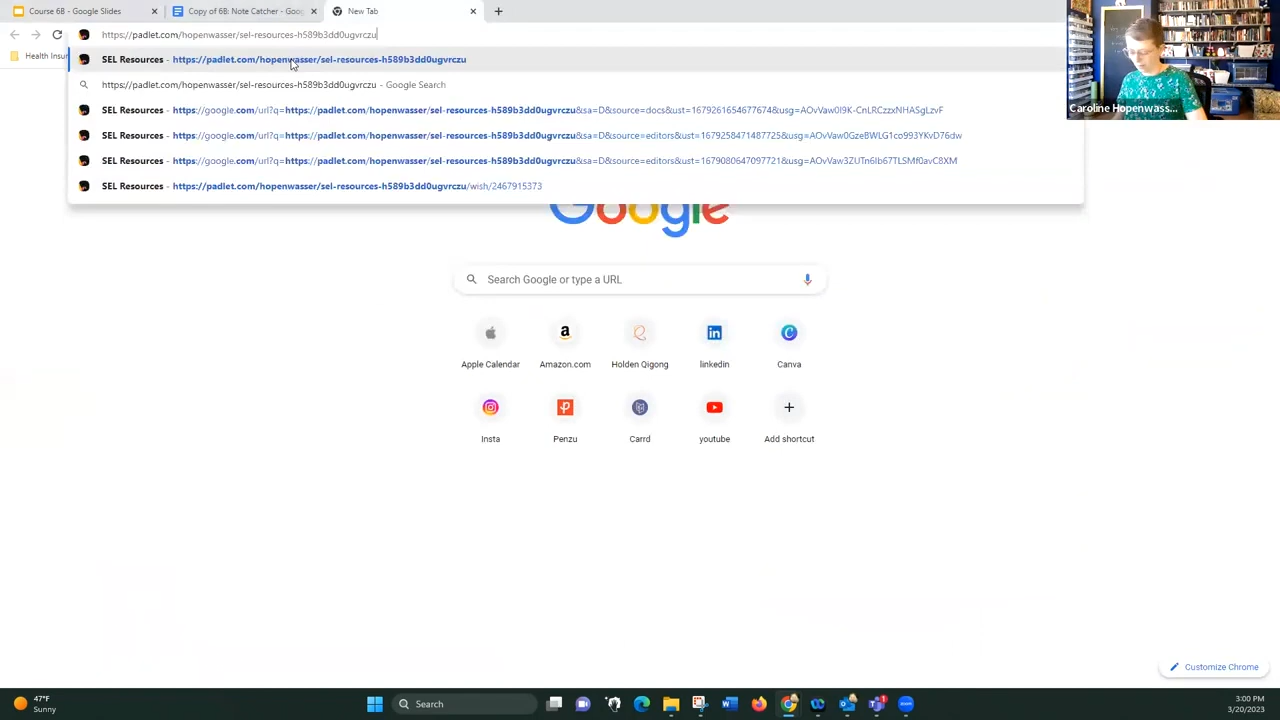 Course 6B - Google Slides
Copy of 6B: Note Catcher - Goog
New Tab
https://padlet.com/hopenwasser/sel-resources-h589b3dd0ugvrczu
Health Insur
SEL Resources - https://padlet.com/hopenwasser/sel-resources-h589b3dd0ugvrczu
https://padlet.com/hopenwasser/sel-resources-h589b3dd0ugvrczu - Google Search
SEL Resources - https://google.com/url?q=https://padlet.com/hopenwasser/sel-resources-h589b3dd0ugvrczu&sa=D&source=docs&ust=1679261654677674&usg=AOvVaw0I9K-CnLRCzzxNHASgLzvF
SEL Resources - https://google.com/url?q=https://padlet.com/hopenwasser/sel-resources-h589b3dd0ugvrczu&sa=D&source=editors&ust=1679258471487725&usg=AOvVaw0GzeBWLG1co993YKvD76dw
SEL Resources - https://google.com/url?q=https://padlet.com/hopenwasser/sel-resources-h589b3dd0ugvrczu&sa=D&source=editors&ust=1679080647097721&usg=AOvVaw3ZUTn6Ib67TLSMf0avC8XM
SEL Resources - https://padlet.com/hopenwasser/sel-resources-h589b3dd0ugvrczu/wish/2467915373
Caroline Hopenwass...
Google
Search Google or type a URL
Apple Calendar
Amazon.com
Holden Qigong
linkedin
Canva
Insta
Penzu
Carrd
youtube
Add shortcut
Customize Chrome
47°F
Sunny
Search
3:00 PM
3/20/2023